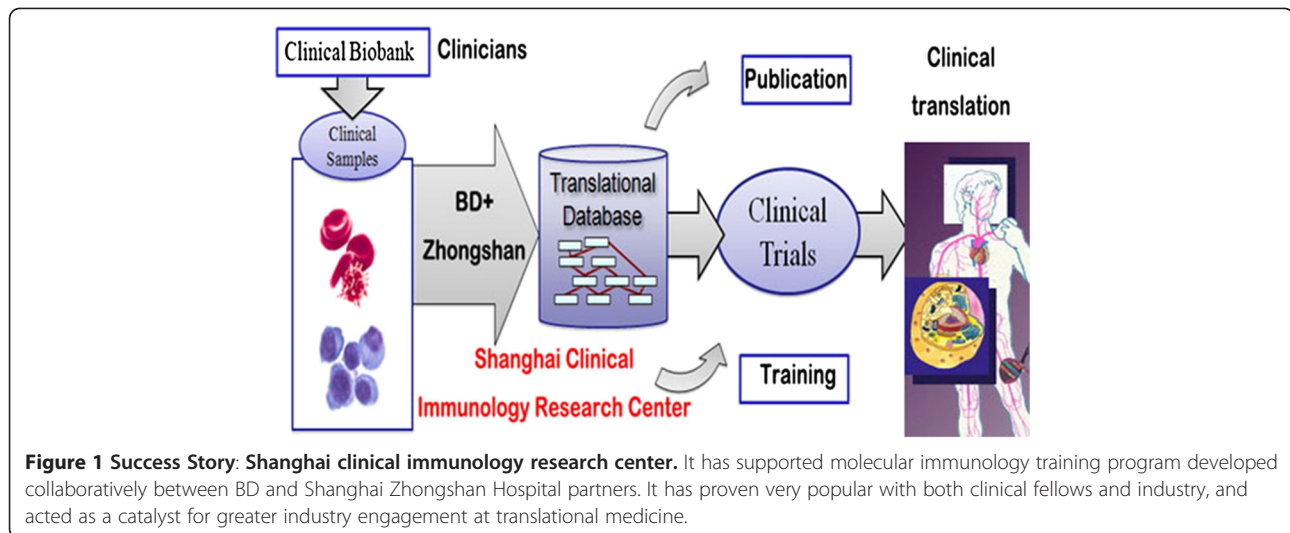 Clinical Biobank
Clinicians
Clinical
Samples
BD+
Zhongshan
Translational
Database
Publication
Clinical
Trials
Clinical
translation
Shanghai Clinical
Immunology Research Center
Training
Figure 1 Success Story: Shanghai clinical immunology research center. It has supported molecular immunology training program developed
collaboratively between BD and Shanghai Zhongshan Hospital partners. It has proven very popular with both clinical fellows and industry, and
acted as a catalyst for greater industry engagement at translational medicine.